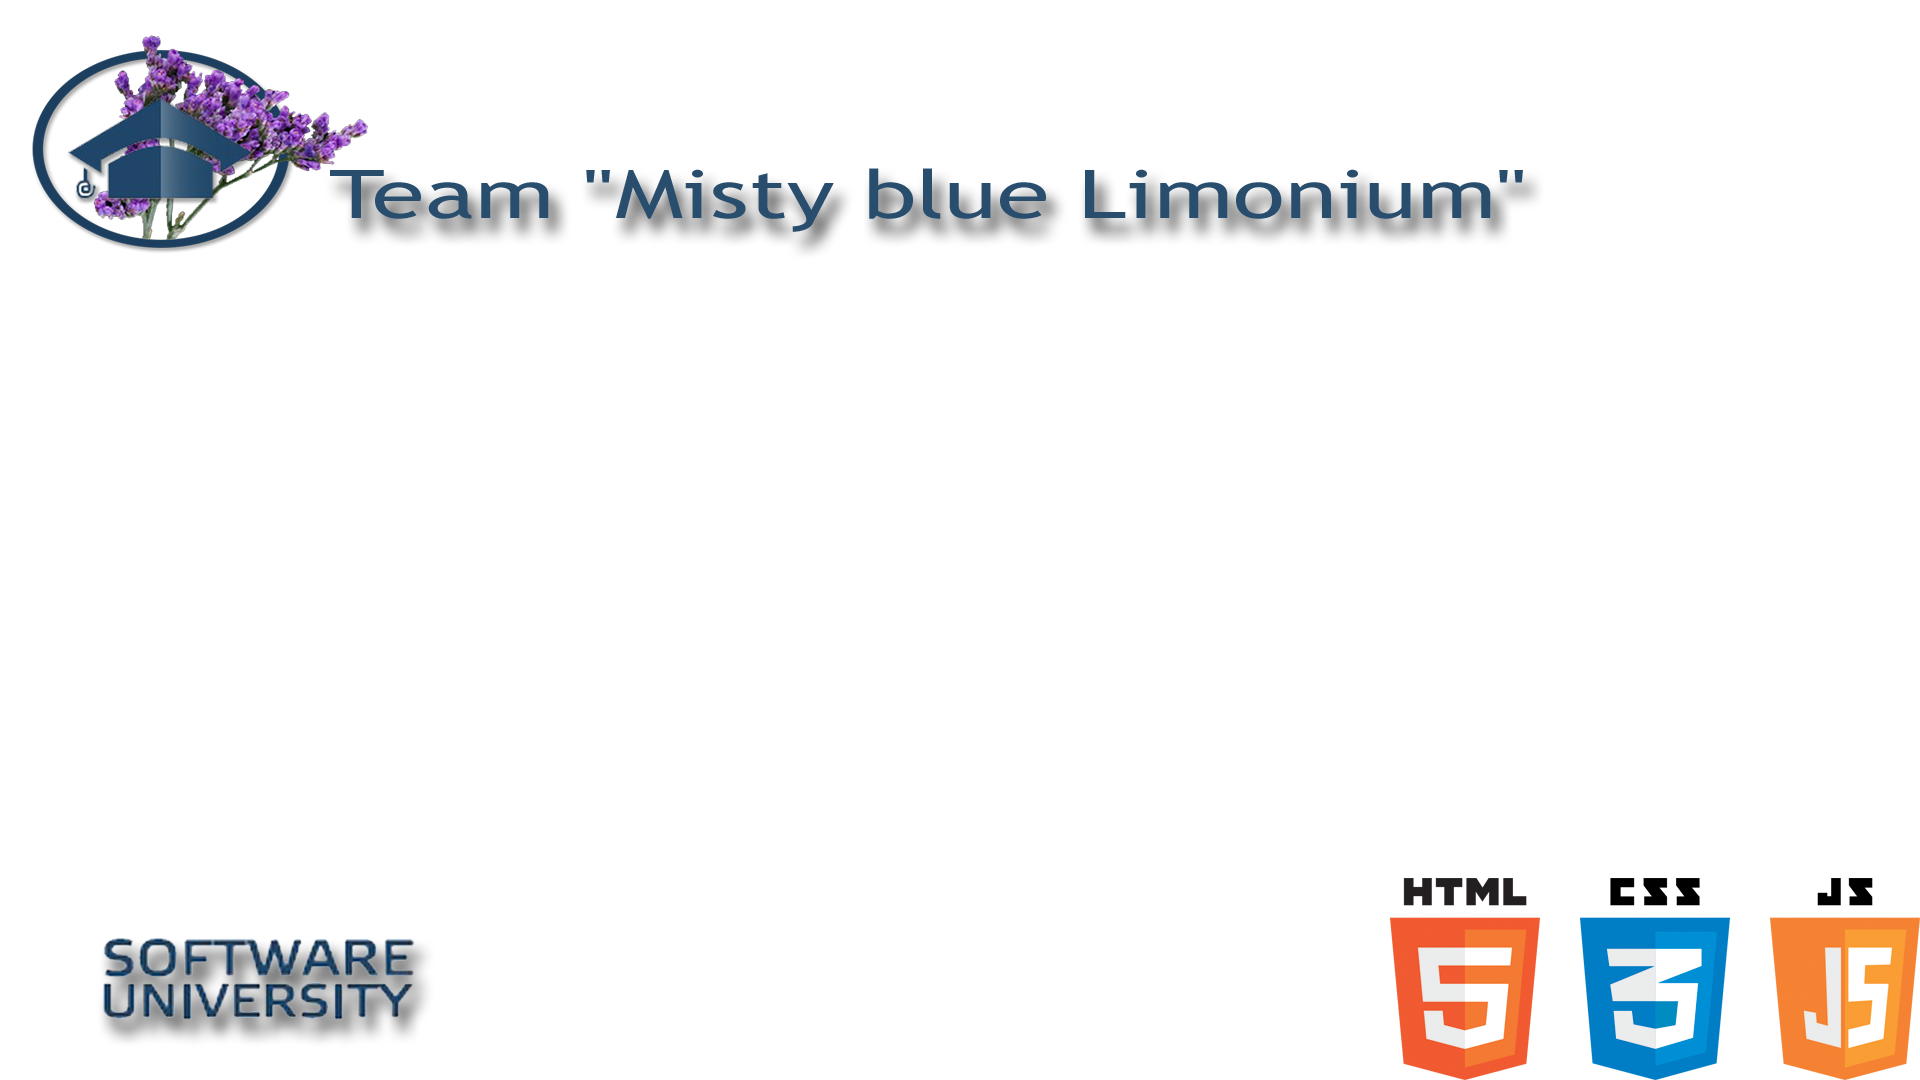 Team "Misty blue Limonium"
HTML CSS JS
5 3 JS
SOFTWARE
UNIVERSITY